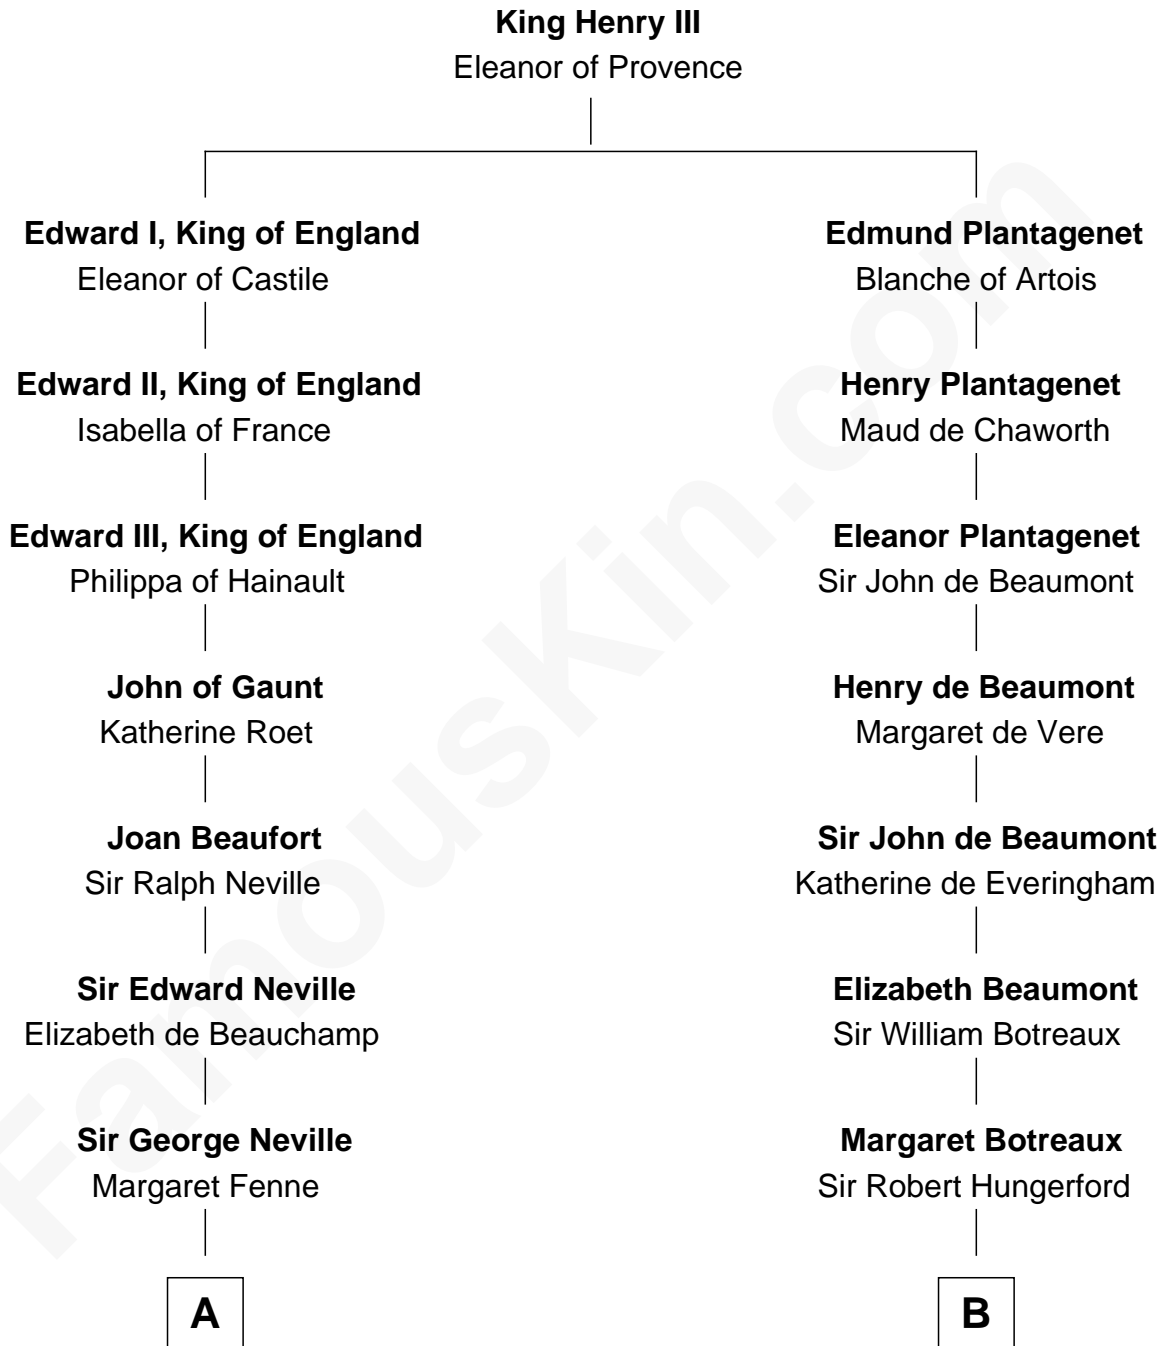 King Henry III
Eleanor of Provence
Edward I, King of England
Eleanor of Castile
Edward II, King of England
Isabella of France
Edward III, King of England
Philippa of Hainault
John of Gaunt
Katherine Roet
Joan Beaufort
Sir Ralph Neville
Sir Edward Neville
Elizabeth de Beauchamp
Sir George Neville
Margaret Fenne
A
Edmund Plantagenet
Blanche of Artois
Henry Plantagenet
Maud de Chaworth
Eleanor Plantagenet
Sir John de Beaumont
Henry de Beaumont
Margaret de Vere
Sir John de Beaumont
Katherine de Everingham
Elizabeth Beaumont
Sir William Botreaux
Margaret Botreaux
Sir Robert Hungerford
B
FamousKin.com